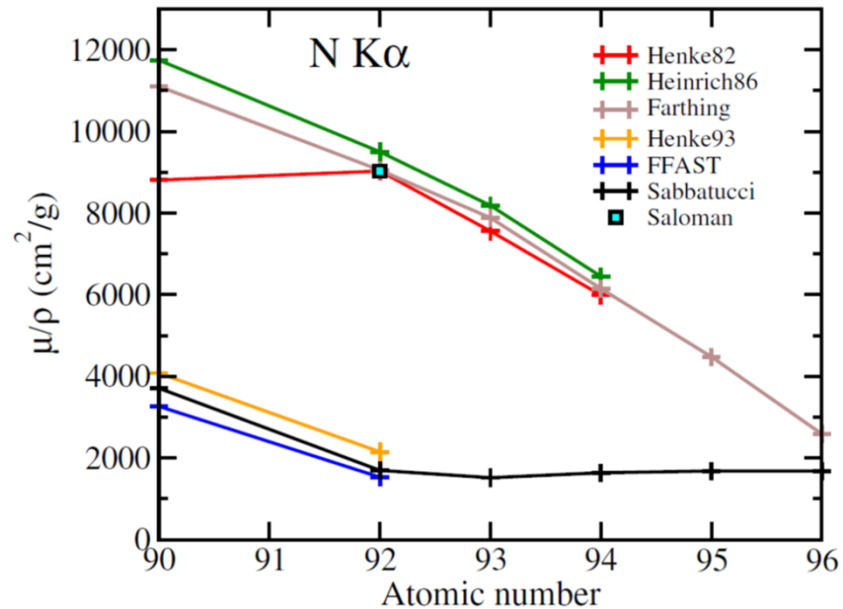 N Kα
Henke82
Heinrich86
Farthing
Henke93
FFAST
Sabbatucci
Saloman
12000
10000
8000
6000
4000
2000
0
μ/ρ (cm²/g)
90 91 92 93 94 95 96
Atomic number